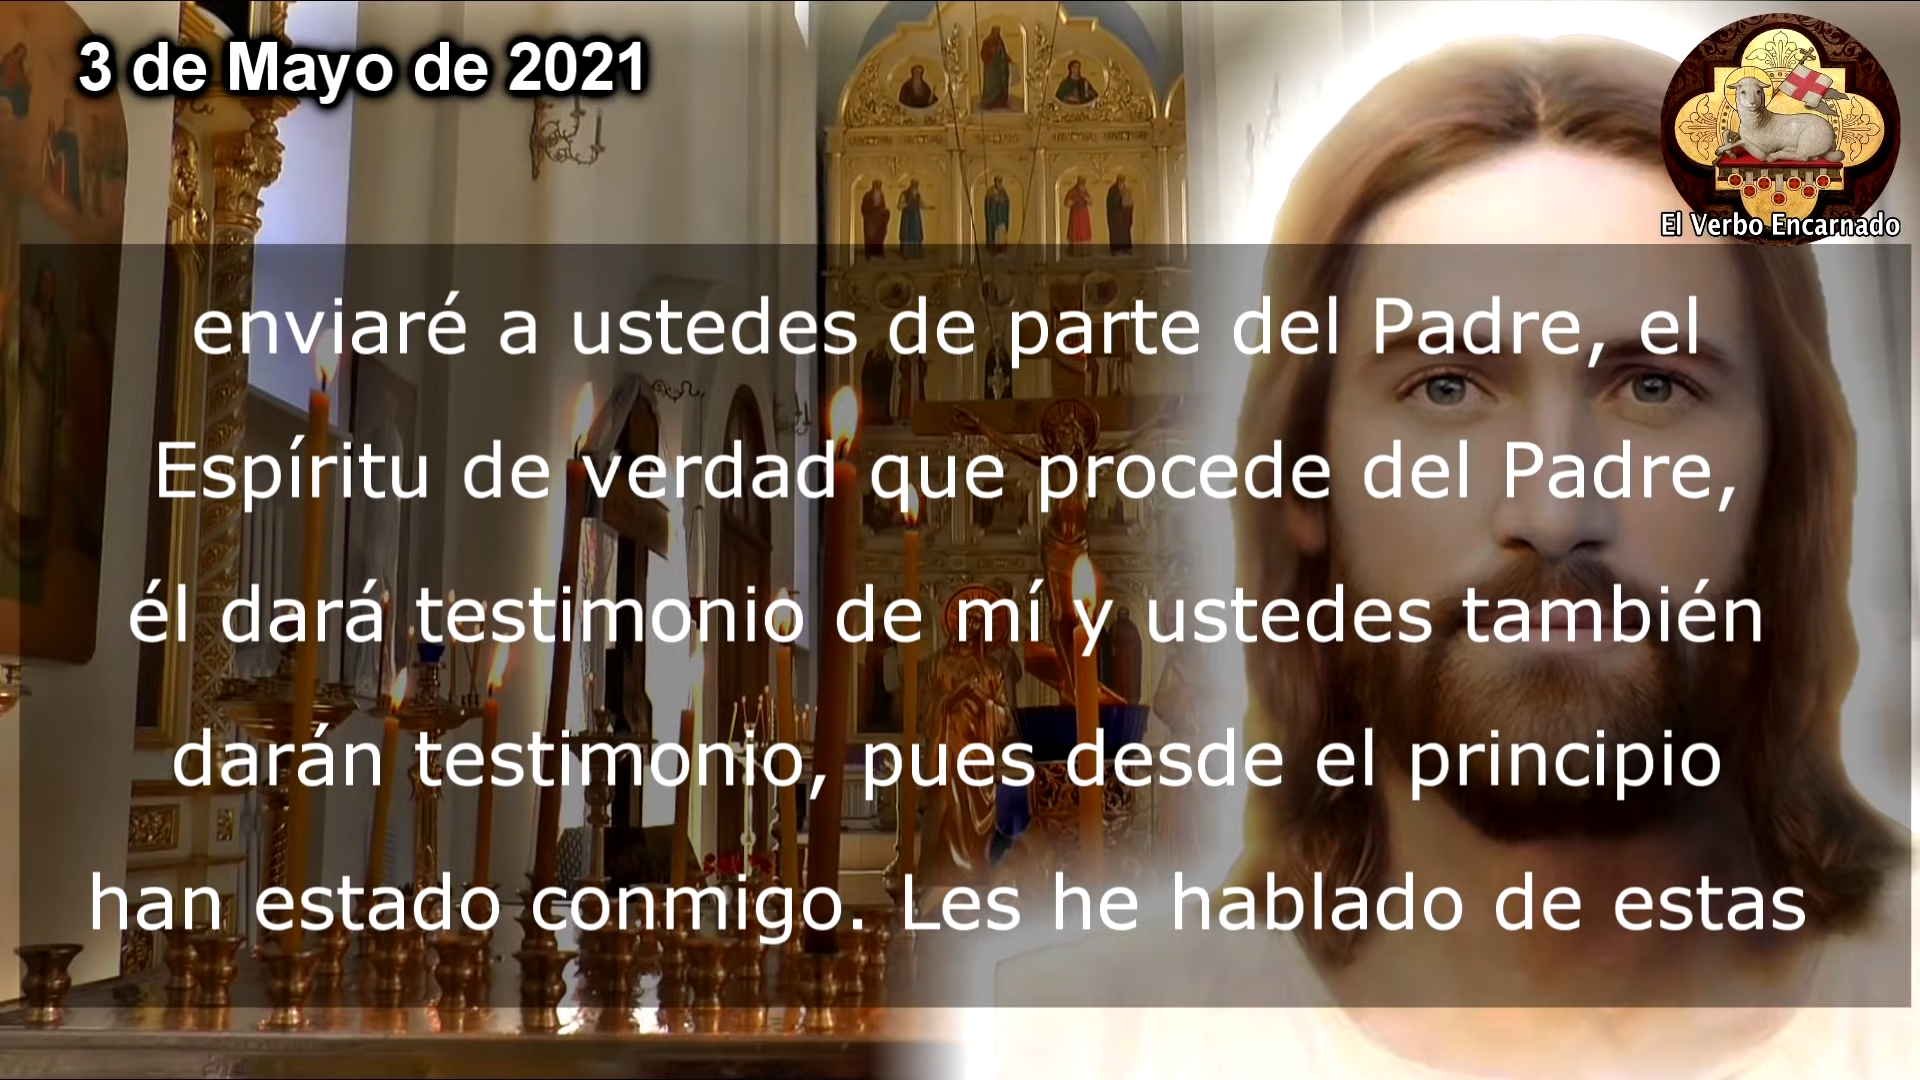 3 de Mayo de 2021
El Verbo Encarnado
enviaré a ustedes de parte del Padre, el
Espíritu de verdad que procede del Padre,
él dará testimonio de mí y ustedes también
darán testimonio, pues desde el principio
han estado conmigo. Les he hablado de estas